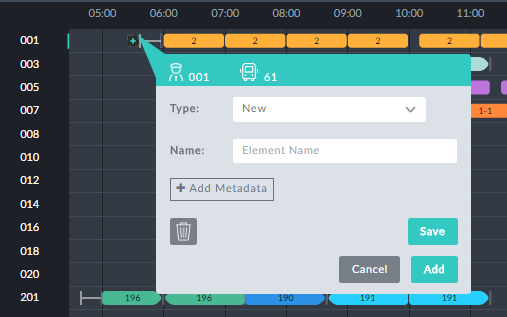 05:00 06:00 07:00 08:00 09:00 10:00 11:00
001 2 2 2 2 2
003
001 61
005
Type: New
007 1-1
008
Name: Element Name
010
012
+ Add Metadata
014
016
Save
018
020
Cancel Add
201 196 196 190 191 191